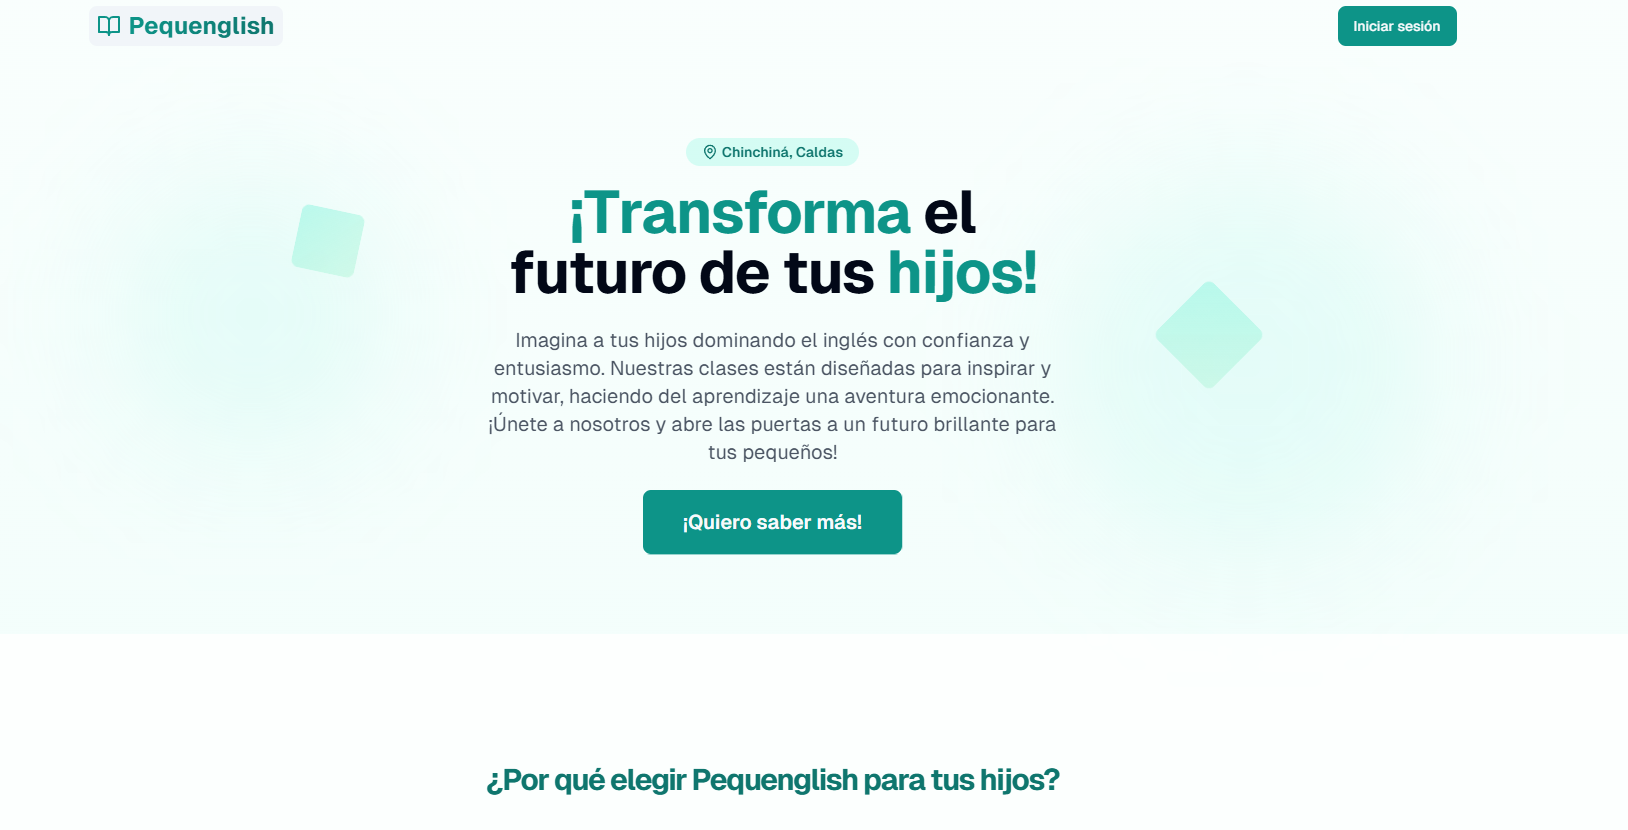 Pequenglish
Iniciar sesión
Chinchiná, Caldas
¡Transforma el
futuro de tus hijos!
Imagina a tus hijos dominando el inglés con confianza y
entusiasmo. Nuestras clases están diseñadas para inspirar y
motivar, haciendo del aprendizaje una aventura emocionante.
¡Únete a nosotros y abre las puertas a un futuro brillante para
tus pequeños!
¡Quiero saber más!
¿Por qué elegir Pequenglish para tus hijos?